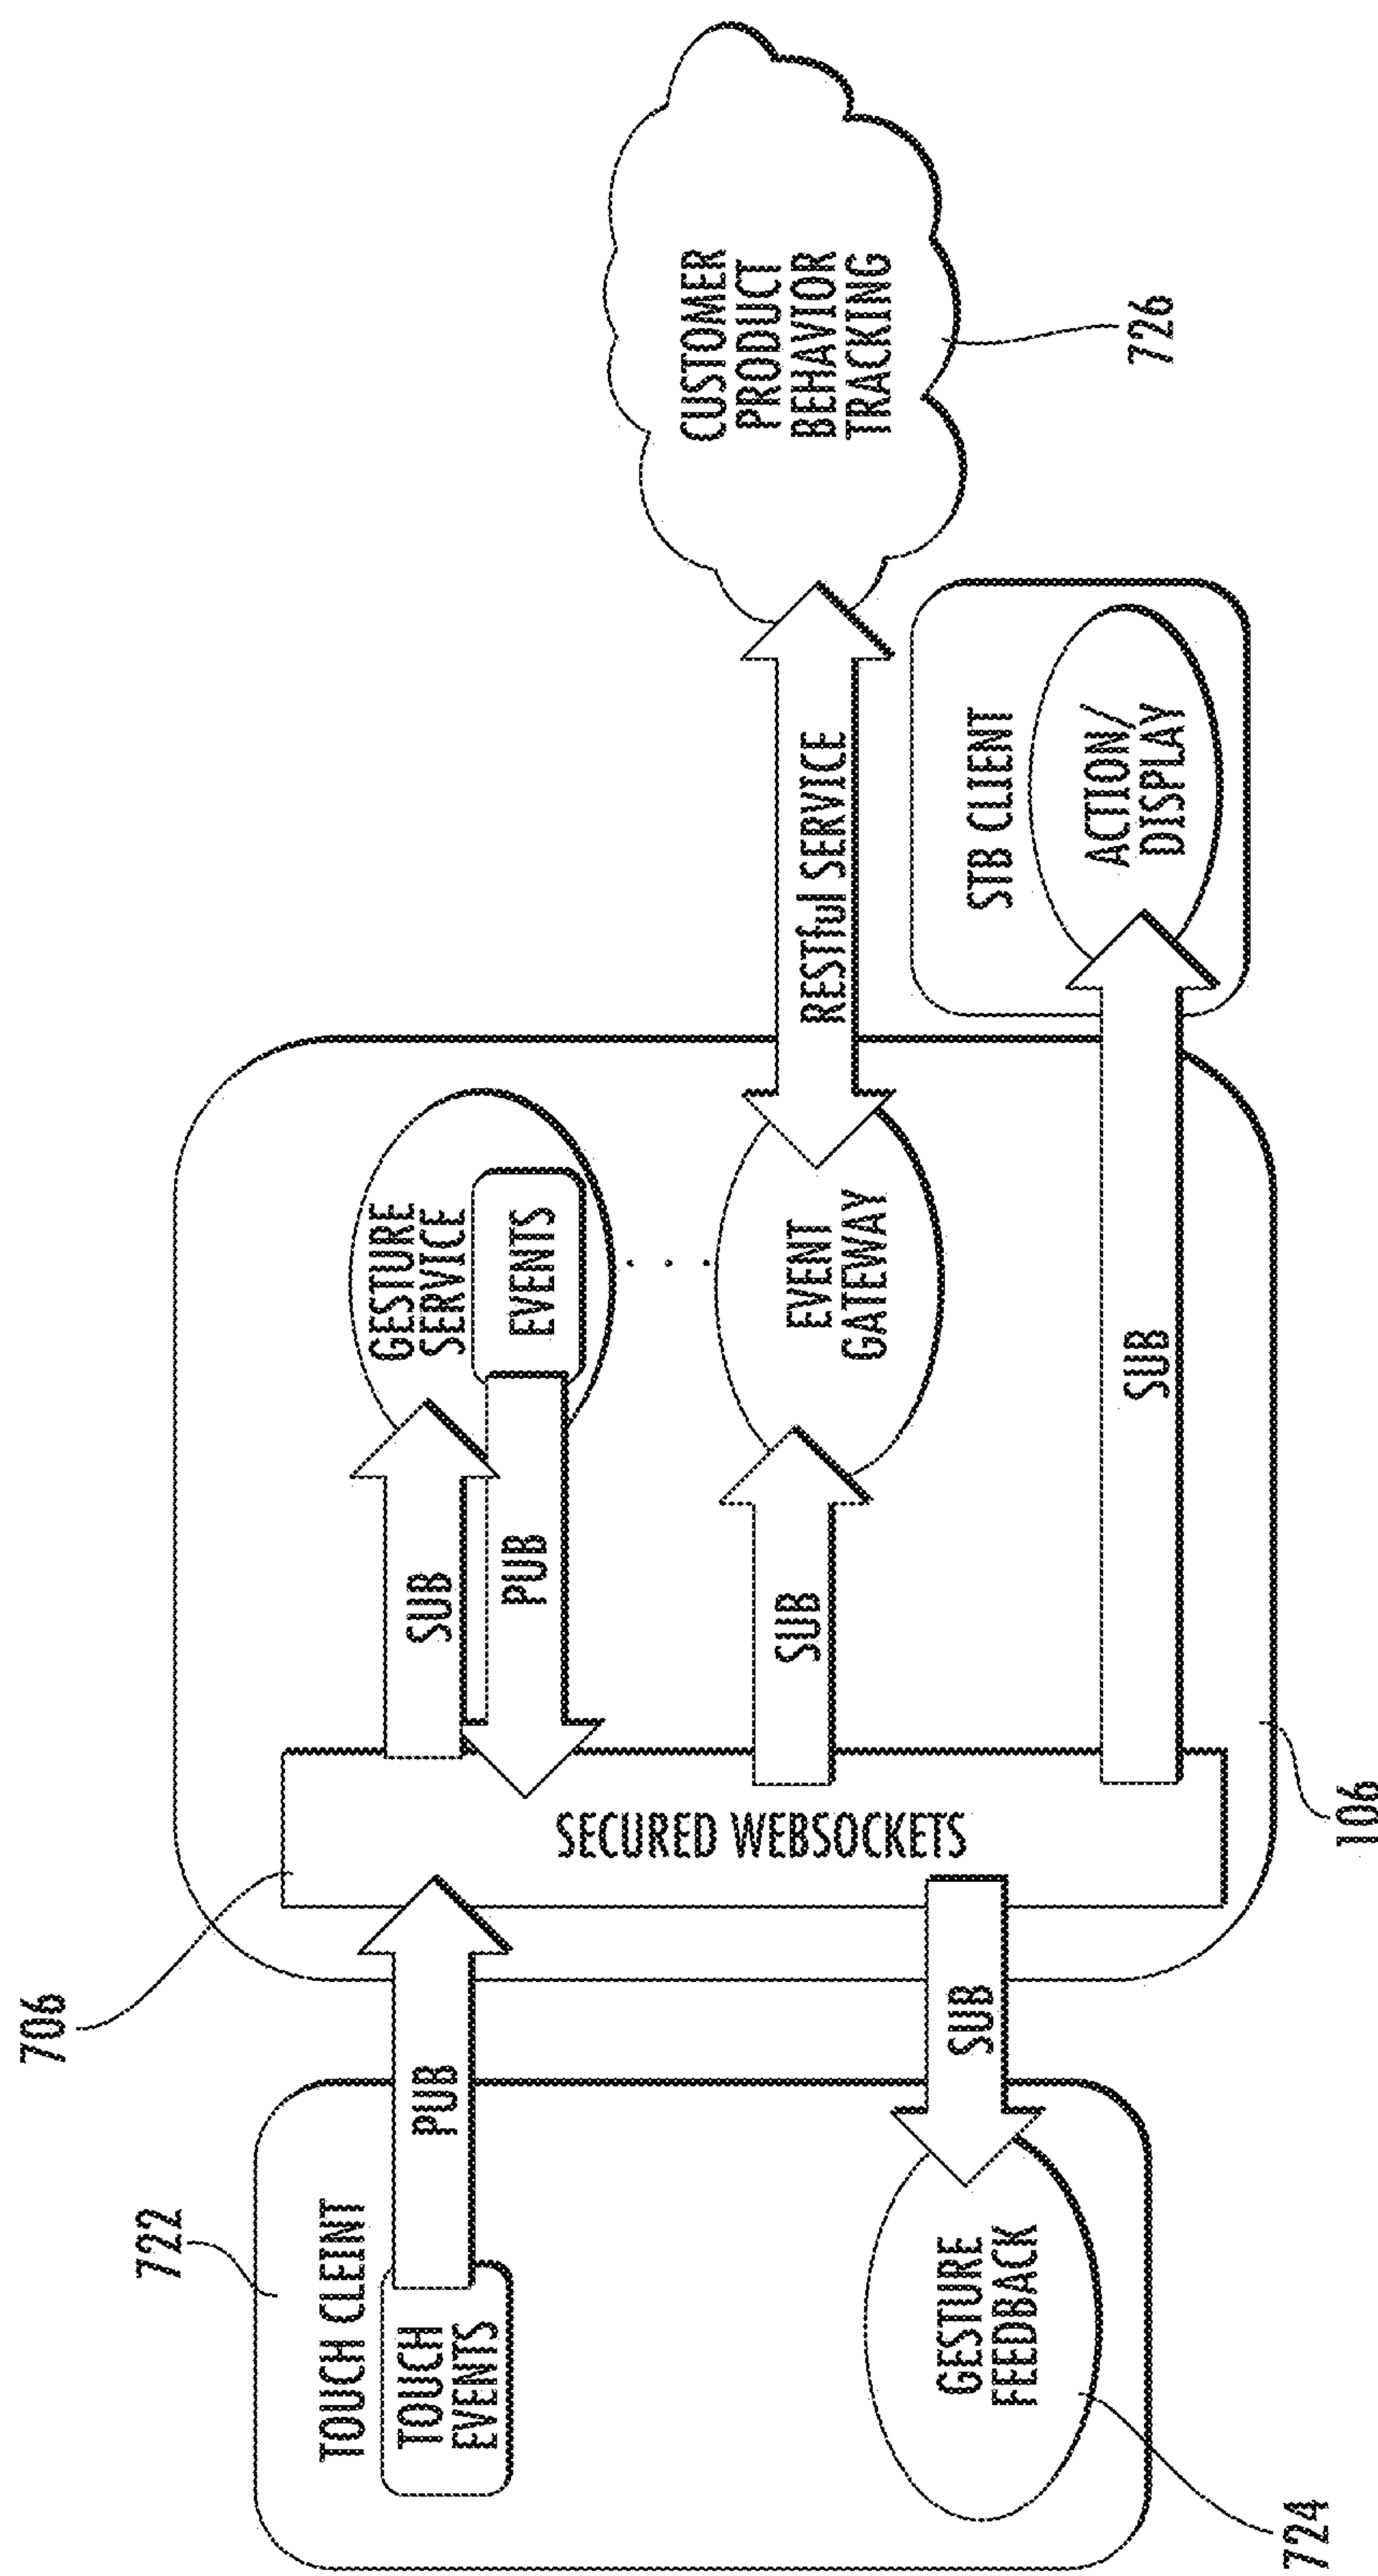 722
TOUCH CLEINT
TOUCH
EVENTS
PUB
GESTURE
FEEDBACK
724
SUB
706
SECURED WEBSOCKETS
106
SUB
PUB
GESTURE
SERVICE
EVENTS
SUB
EVENT
GATEWAY
SUB
RESTful SERVICE
STB CLIENT
ACTION/
DISPLAY
CUSTOMER
PRODUCT
BEHAVIOR
TRACKING
726